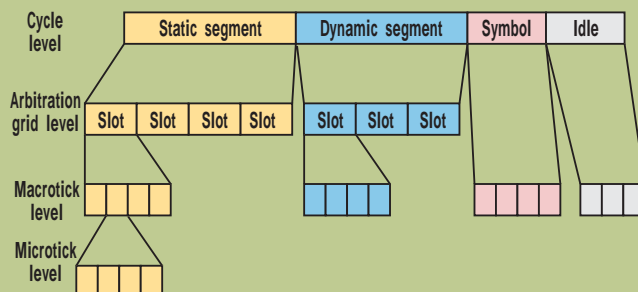 Cycle level
Static segment
Dynamic segment
Symbol
Idle
Arbitration grid level
Slot
Slot
Slot
Slot
Slot
Slot
Slot
Macrotick level
Microtick level